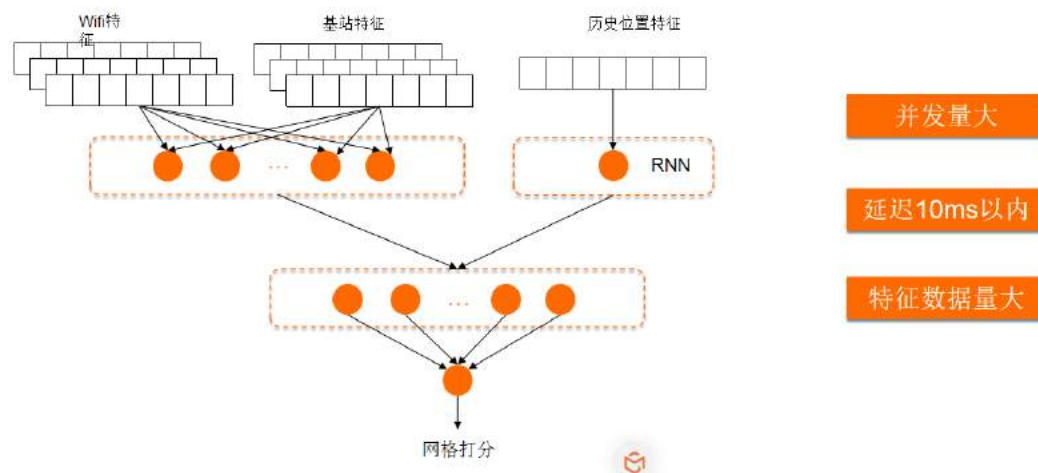 Wifi特
征
基站特征
历史位置特征
并发量大
...
RNN
延迟10ms以内
...
特征数据量大
网格打分